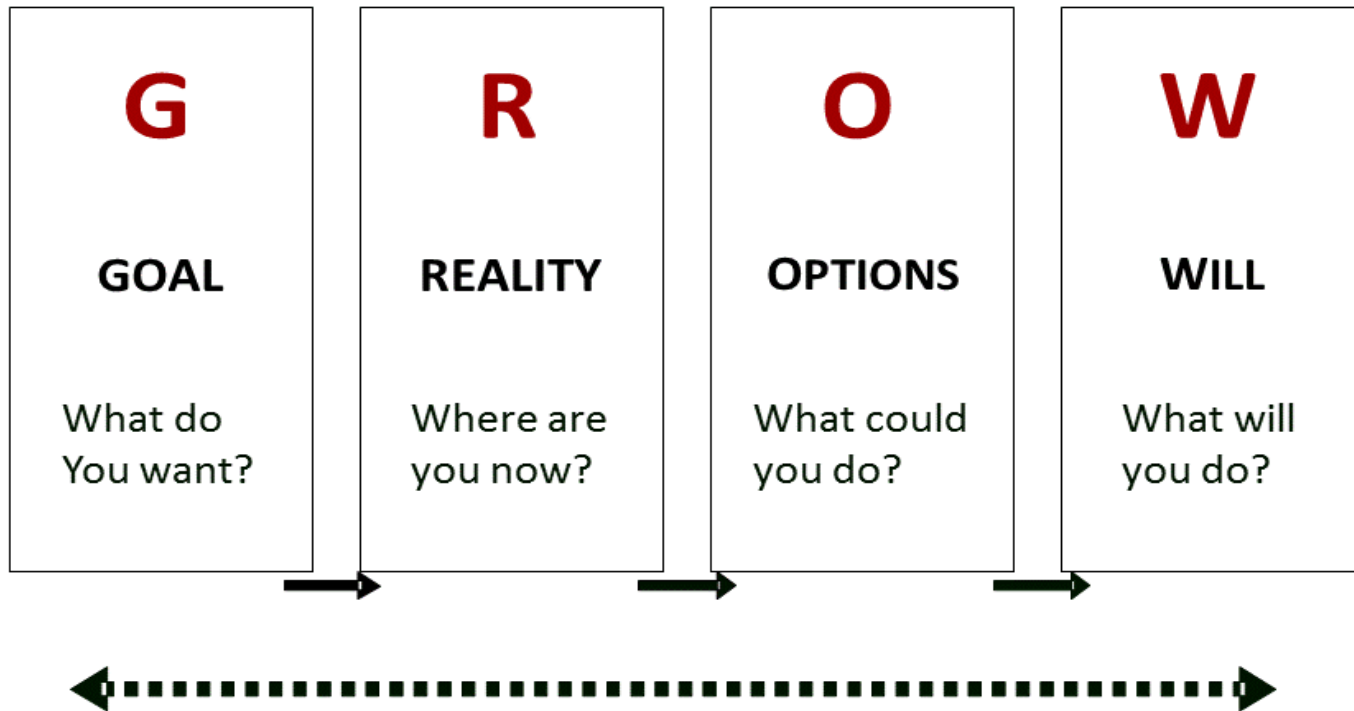 G
GOAL
What do
You want?
R
REALITY
Where are
you now?
O
OPTIONS
What could
you do?
W
WILL
What will
you do?